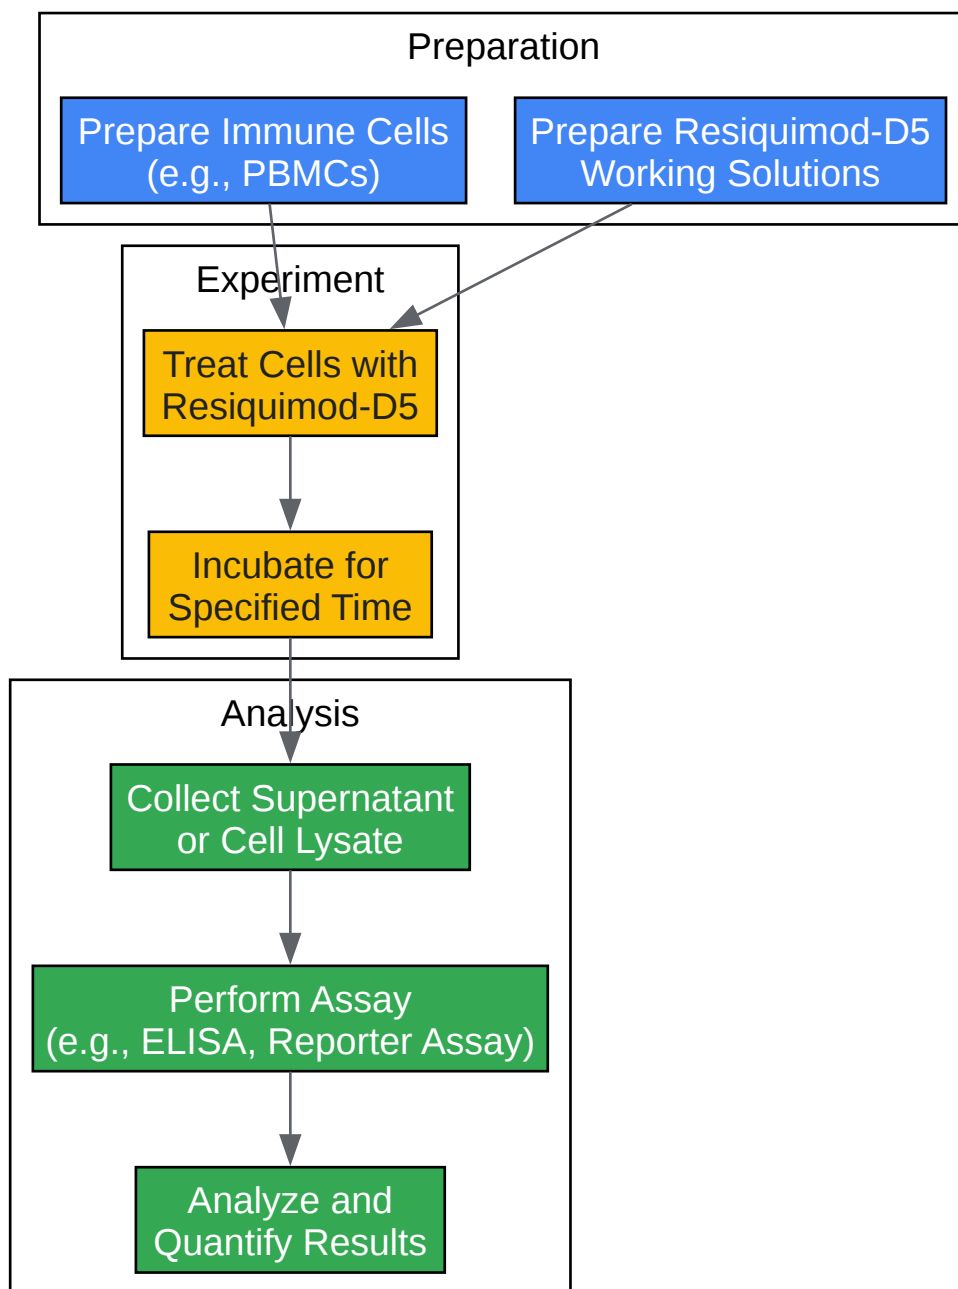 Preparation
Prepare Immune Cells
(e.g., PBMCs)
Prepare Resiquimod-D5
Working Solutions
Experiment
Treat Cells with
Resiquimod-D5
Incubate for
Specified Time
Analysis
Collect Supernatant
or Cell Lysate
Perform Assay
(e.g., ELISA, Reporter Assay)
Analyze and
Quantify Results